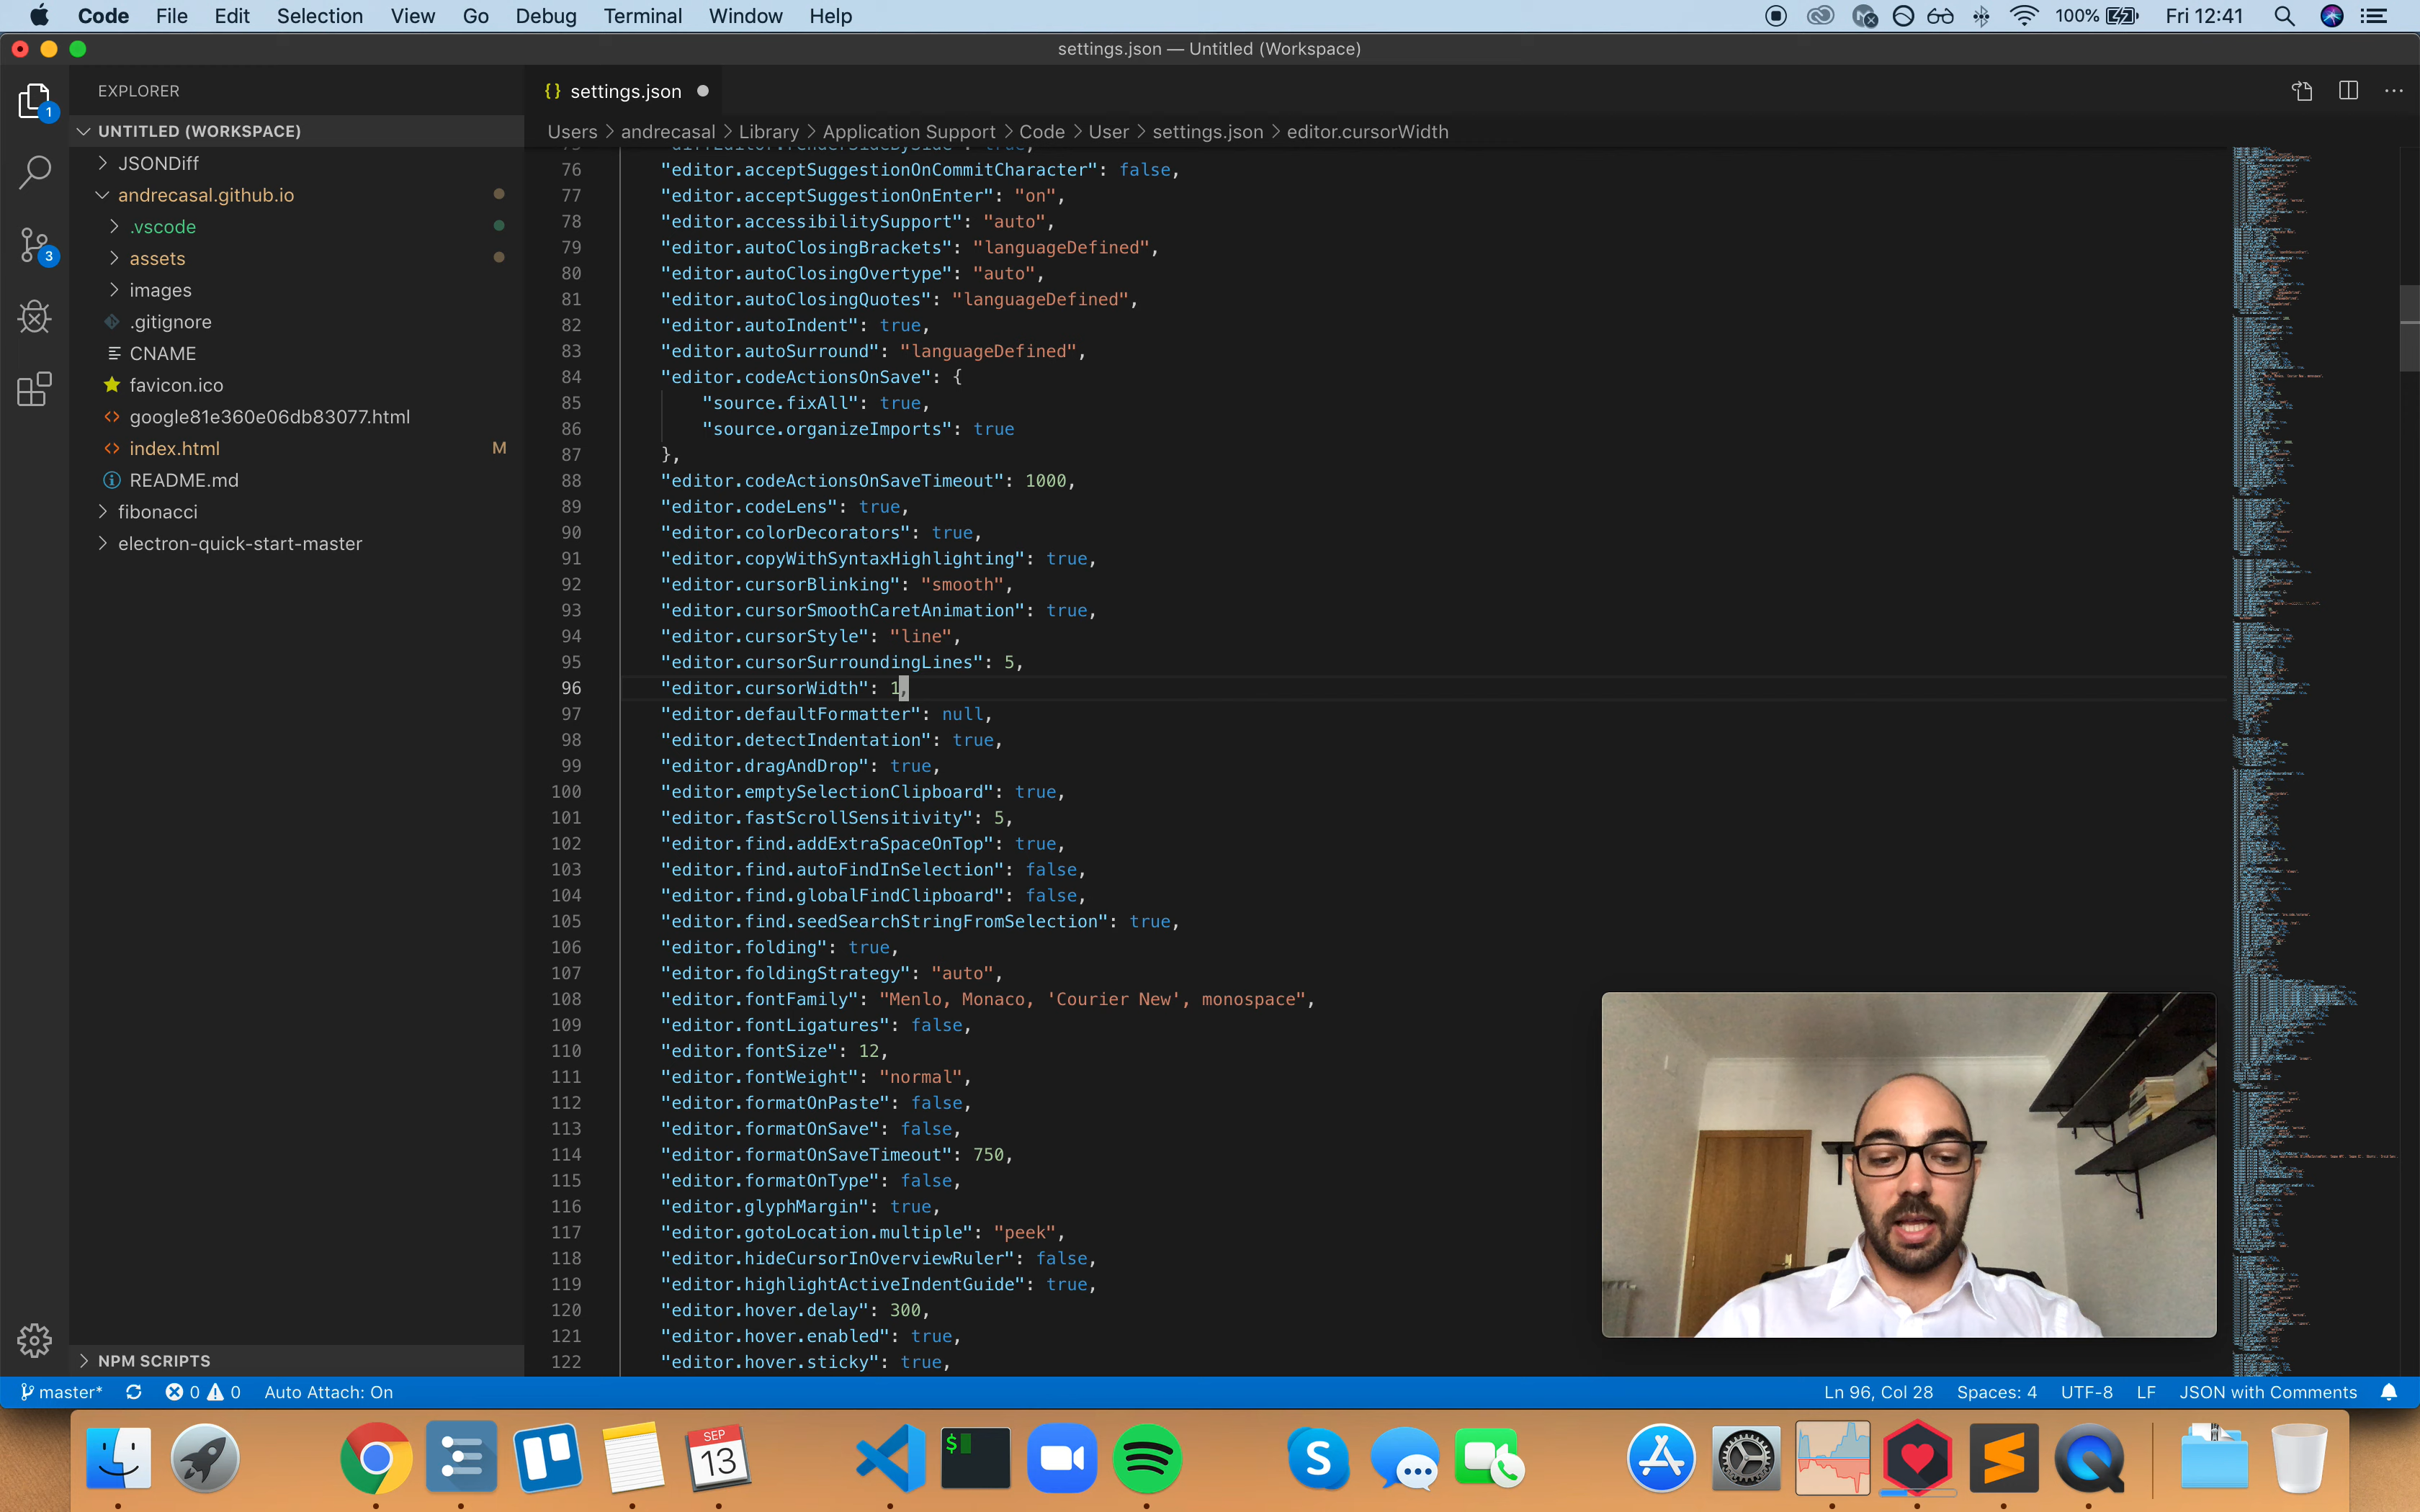 Code File Edit Selection View Go Debug Terminal Window Help 100% Fri 12:41
settings.json — Untitled (Workspace)
EXPLORER
settings.json
UNTITLED (WORKSPACE)
Users > andrecasal > Library > Application Support > Code > User > settings.json > editor.cursorWidth
1
JSONDiff
andrecasal.github.io
.vscode
3
assets
images
.gitignore
CNAME
favicon.ico
google81e360e06db83077.html
index.html M
README.md
fibonacci
electron-quick-start-master
NPM SCRIPTS
76 "editor.acceptSuggestionOnCommitCharacter": false,
77 "editor.acceptSuggestionOnEnter": "on",
78 "editor.accessibilitySupport": "auto",
79 "editor.autoClosingBrackets": "languageDefined",
80 "editor.autoClosingOvertype": "auto",
81 "editor.autoClosingQuotes": "languageDefined",
82 "editor.autoIndent": true,
83 "editor.autoSurround": "languageDefined",
84 "editor.codeActionsOnSave": {
85 "source.fixAll": true,
86 "source.organizeImports": true
87 },
88 "editor.codeActionsOnSaveTimeout": 1000,
89 "editor.codeLens": true,
90 "editor.colorDecorators": true,
91 "editor.copyWithSyntaxHighlighting": true,
92 "editor.cursorBlinking": "smooth",
93 "editor.cursorSmoothCaretAnimation": true,
94 "editor.cursorStyle": "line",
95 "editor.cursorSurroundingLines": 5,
96 "editor.cursorWidth": 1,
97 "editor.defaultFormatter": null,
98 "editor.detectIndentation": true,
99 "editor.dragAndDrop": true,
100 "editor.emptySelectionClipboard": true,
101 "editor.fastScrollSensitivity": 5,
102 "editor.find.addExtraSpaceOnTop": true,
103 "editor.find.autoFindInSelection": false,
104 "editor.find.globalFindClipboard": false,
105 "editor.find.seedSearchStringFromSelection": true,
106 "editor.folding": true,
107 "editor.foldingStrategy": "auto",
108 "editor.fontFamily": "Menlo, Monaco, 'Courier New', monospace",
109 "editor.fontLigatures": false,
110 "editor.fontSize": 12,
111 "editor.fontWeight": "normal",
112 "editor.formatOnPaste": false,
113 "editor.formatOnSave": false,
114 "editor.formatOnSaveTimeout": 750,
115 "editor.formatOnType": false,
116 "editor.glyphMargin": true,
117 "editor.gotoLocation.multiple": "peek",
118 "editor.hideCursorInOverviewRuler": false,
119 "editor.highlightActiveIndentGuide": true,
120 "editor.hover.delay": 300,
121 "editor.hover.enabled": true,
122 "editor.hover.sticky": true,
master* 0 0 Auto Attach: On Ln 96, Col 28 Spaces: 4 UTF-8 LF JSON with Comments
SEP
13
$
S